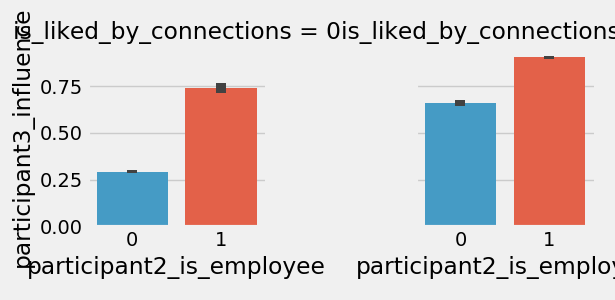 is_liked_by_connections = 0is_liked_by_connections
participant3_influence
0.75
0.50
0.25
0.00
0 1 0 1
participant2_is_employee participant2_is_employ